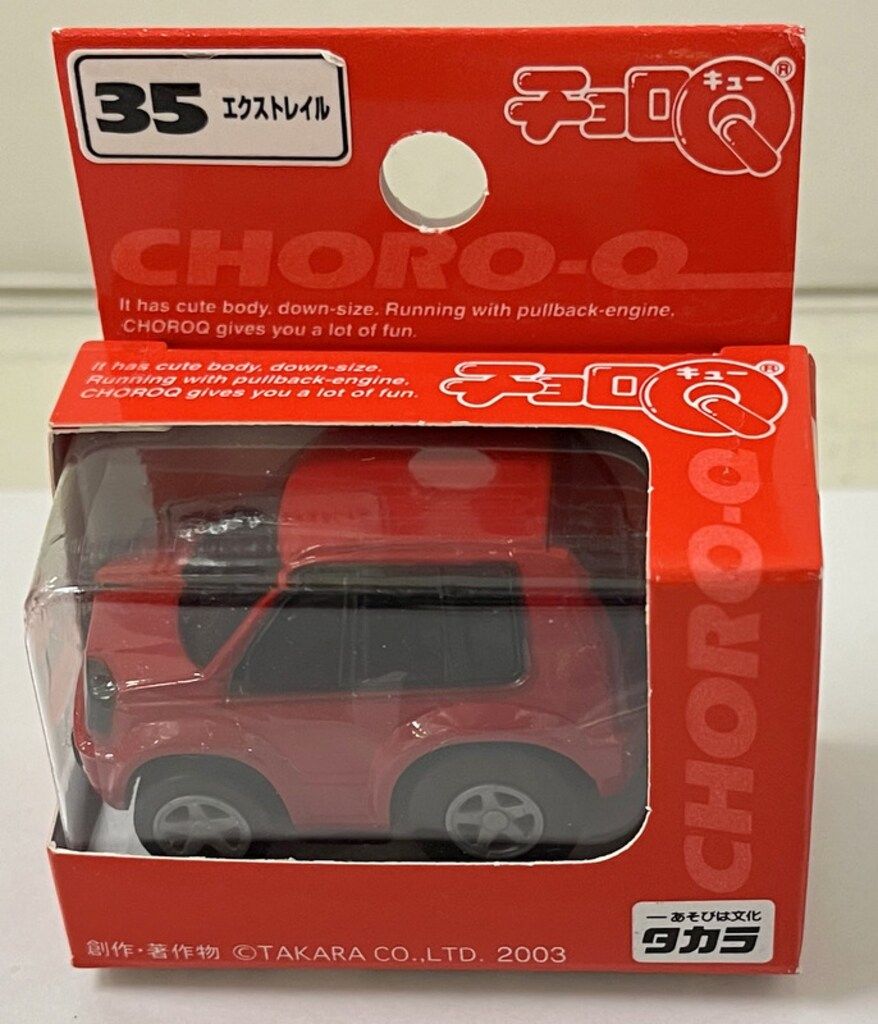 35 エクストレイル
チョロQ キュー ®
CHORO-Q
It has cute body, down-size. Running with pullback-engine.
CHOROQ gives you a lot of fun.
It has cute body, down-size.
Running with pullback-engine.
CHOROQ gives you a lot of fun.
チョロQ キュー ®
CHORO-Q
創作・著作物 ©TAKARA CO.,LTD. 2003
—あそびは文化
タカラ